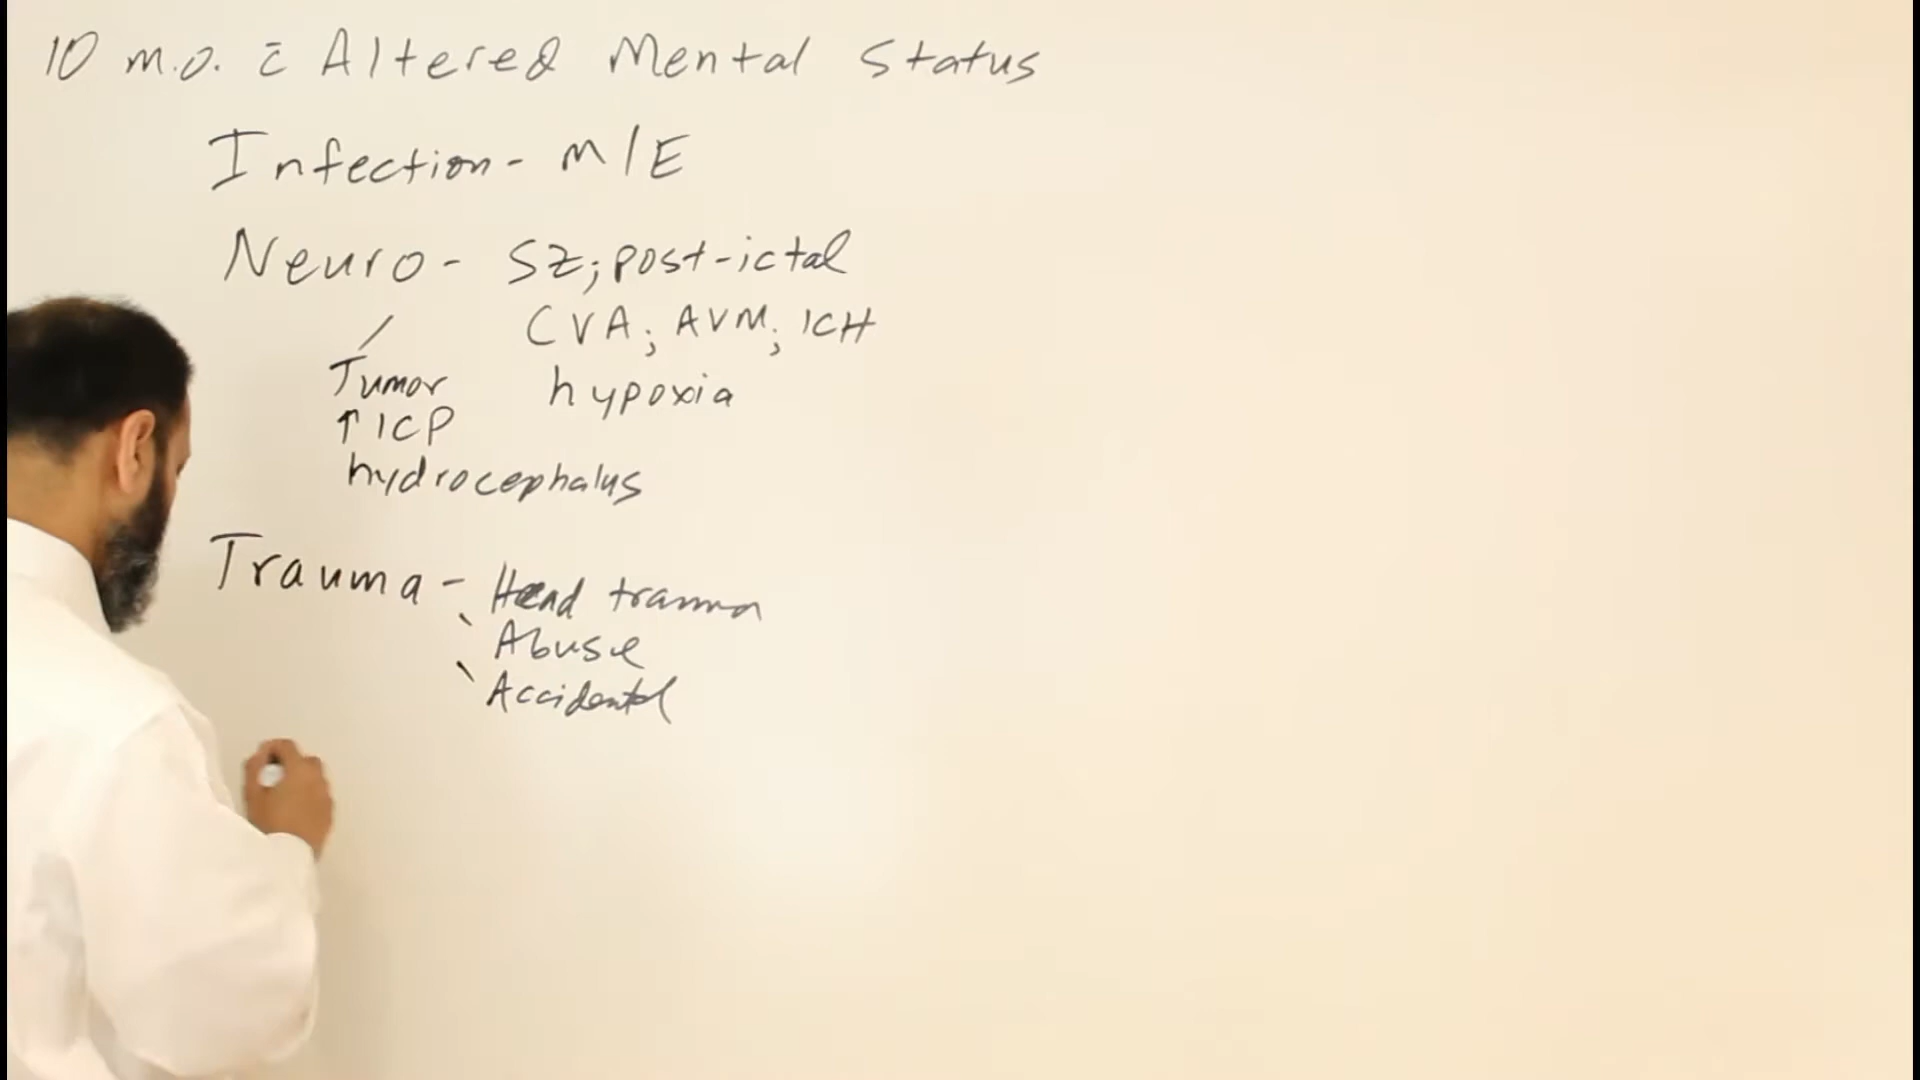 10 m.o. c̄ Altered Mental Status
Infection - M/E
Neuro - SZ; post-ictal
CVA; AVM; ICH
Tumor hypoxia
↑ ICP
hydrocephalus
Trauma - Head trauma
Abuse
Accidental